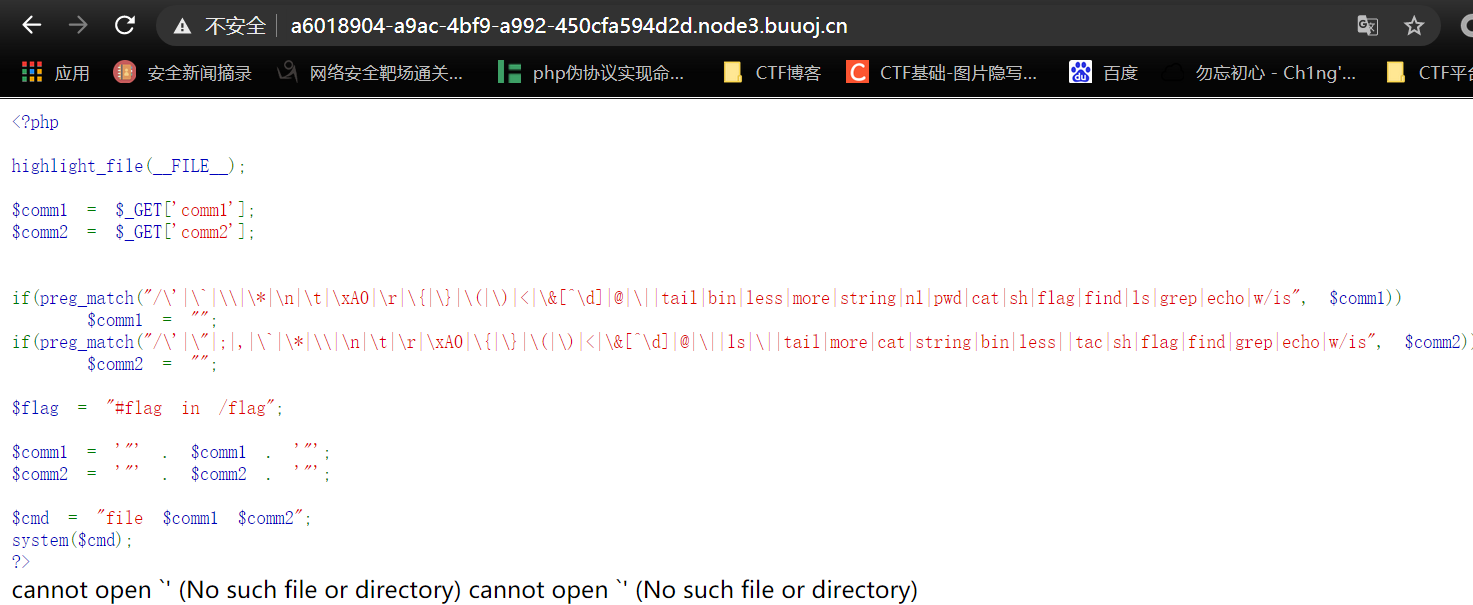 不安全 a6018904-a9ac-4bf9-a992-450cfa594d2d.node3.buuoj.cn
应用 安全新闻摘录 网络安全靶场通关... php伪协议实现命... CTF博客 CTF基础-图片隐写... 百度 勿忘初心 - Ch1ng'... CTF平台
<?php
highlight_file(__FILE__);
$comm1 = $_GET['comm1'];
$comm2 = $_GET['comm2'];
if(preg_match("/\'|\`|\\|\*|\n|\t|\xA0|\r|\{|\}|\(|\)|<|\&[^\d]|@|\||tail|bin|less|more|string|nl|pwd|cat|sh|flag|find|ls|grep|echo|w/is", $comm1))
$comm1 = "";
if(preg_match("/\'|\"|;|,|\`|\*|\\|\n|\t|\r|\xA0|\{|\}|\(|\)|<|\&[^\d]|@|\||ls|\||tail|more|cat|string|bin|less||tac|sh|flag|find|grep|echo|w/is", $comm2))
$comm2 = "";
$flag = "#flag in /flag";
$comm1 = '"' . $comm1 . '"';
$comm2 = '"' . $comm2 . '"';
$cmd = "file $comm1 $comm2";
system($cmd);
?>
cannot open `' (No such file or directory) cannot open `' (No such file or directory)